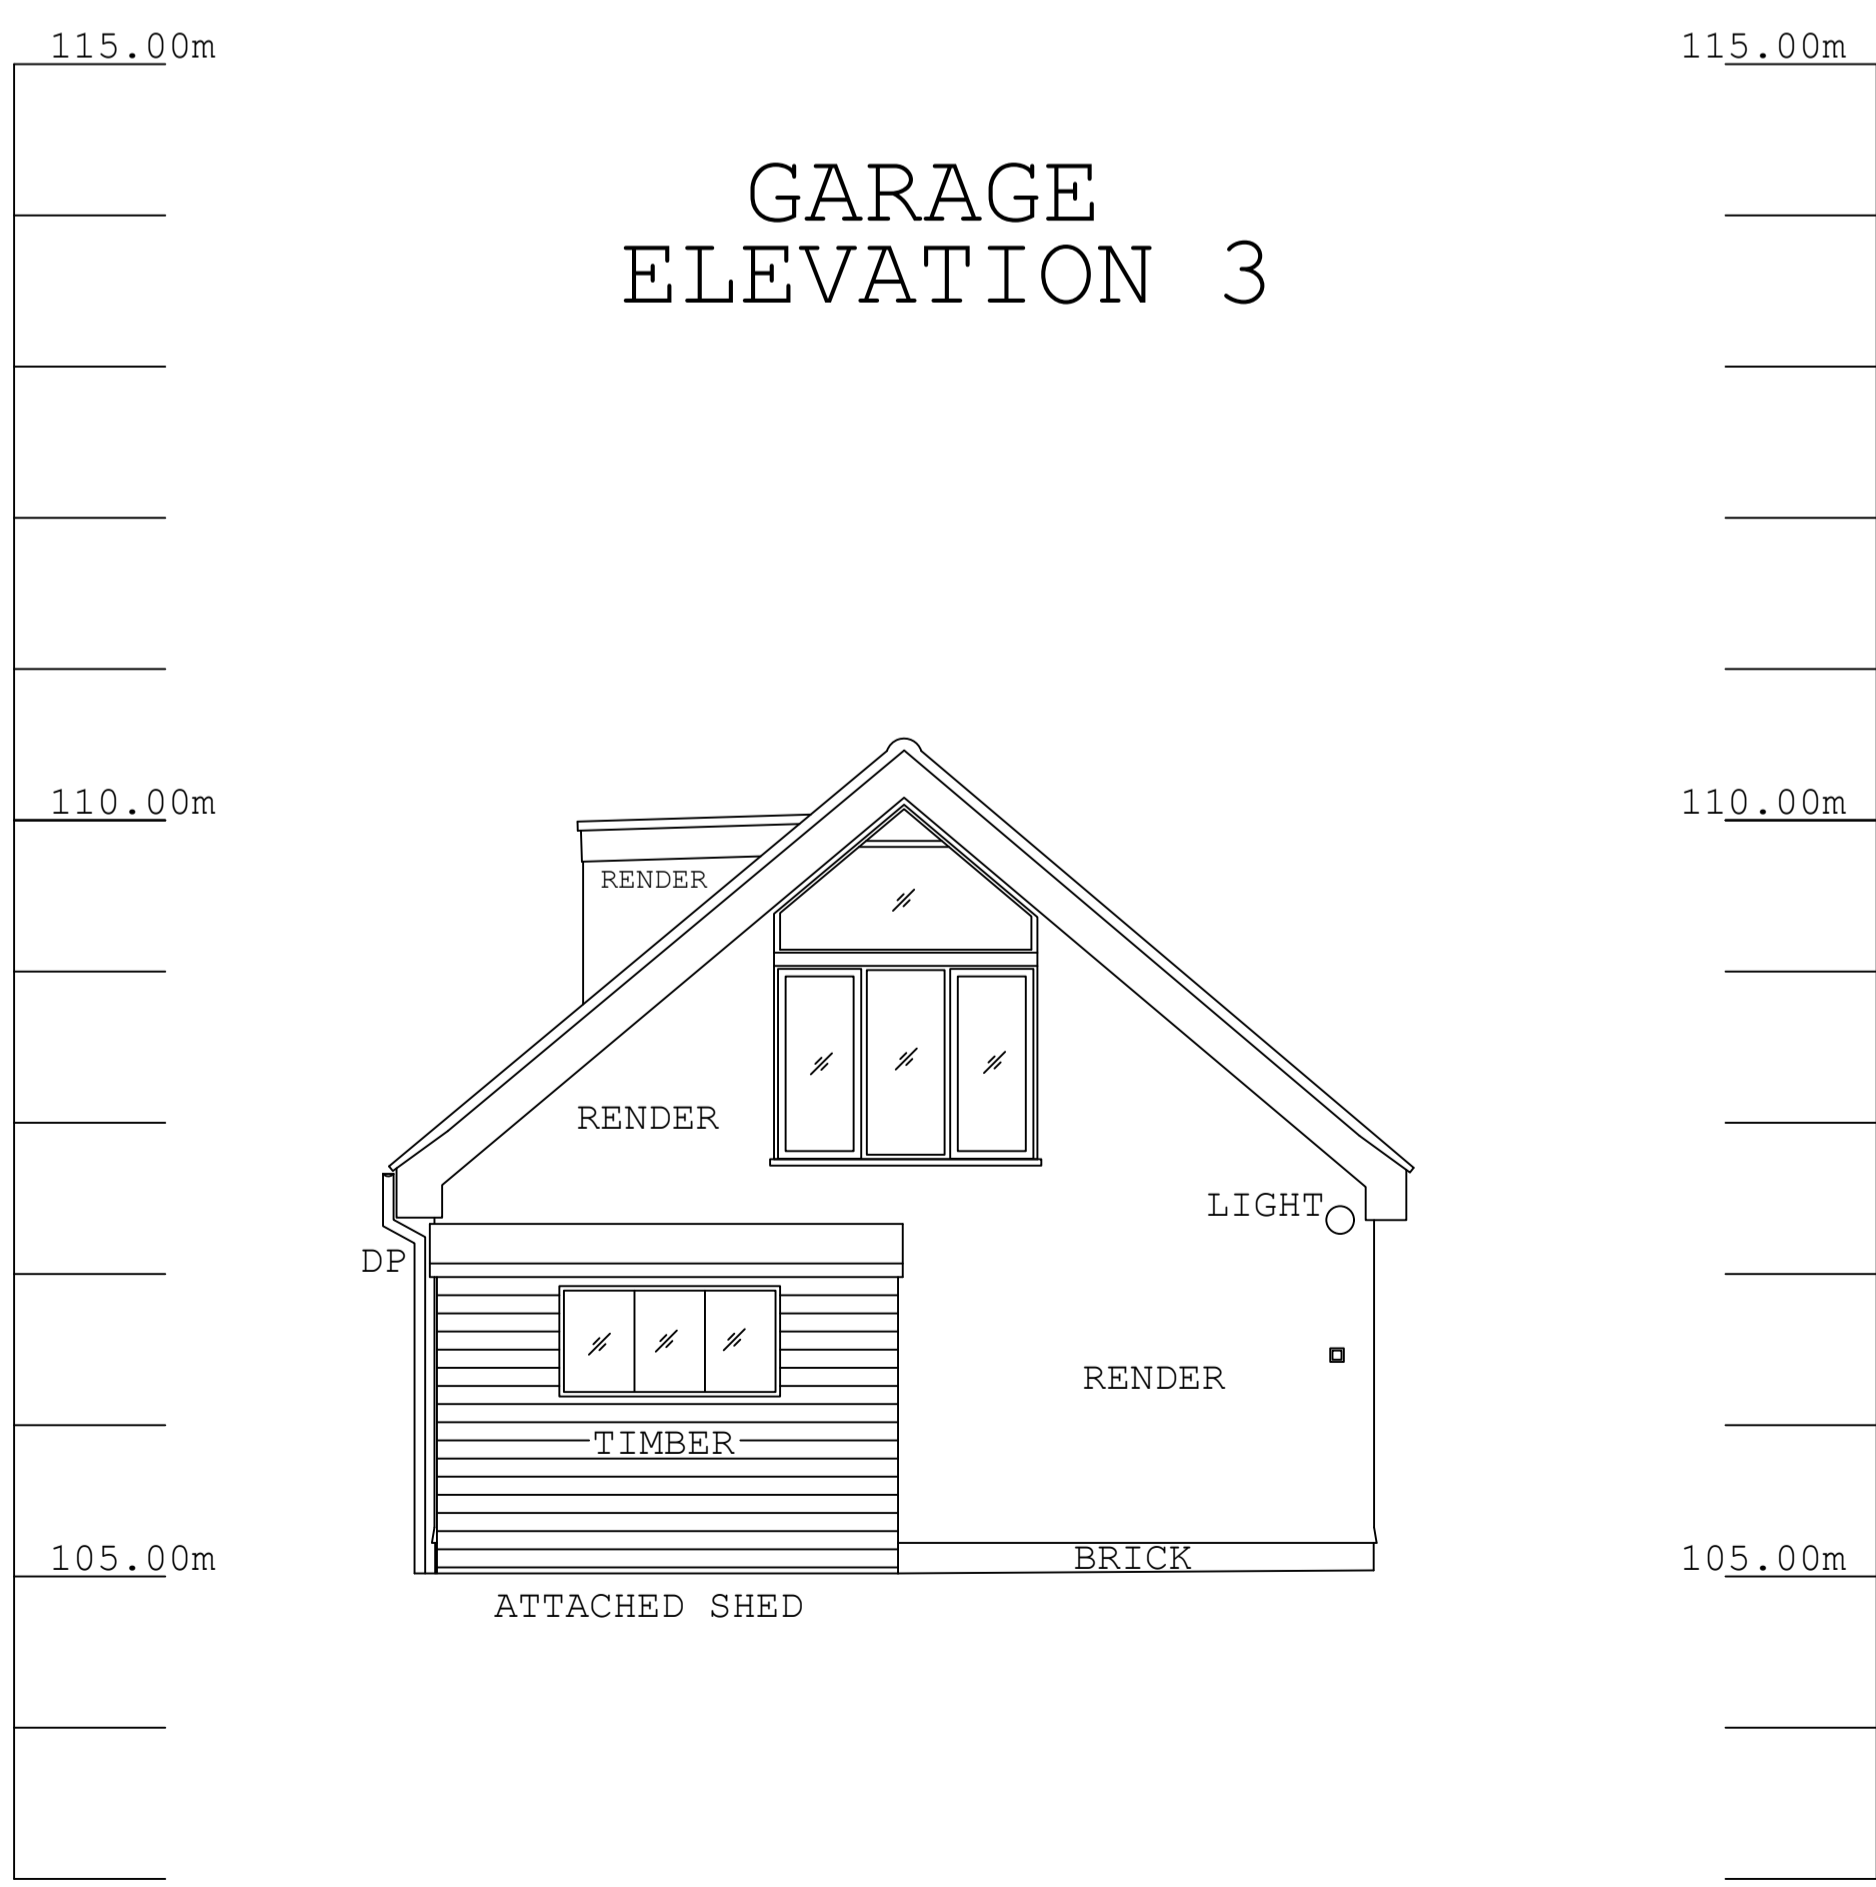 115.00m
115.00m
GARAGE
ELEVATION 3
110.00m
110.00m
RENDER
RENDER
LIGHT
DP
RENDER
TIMBER
105.00m
BRICK
105.00m
ATTACHED SHED